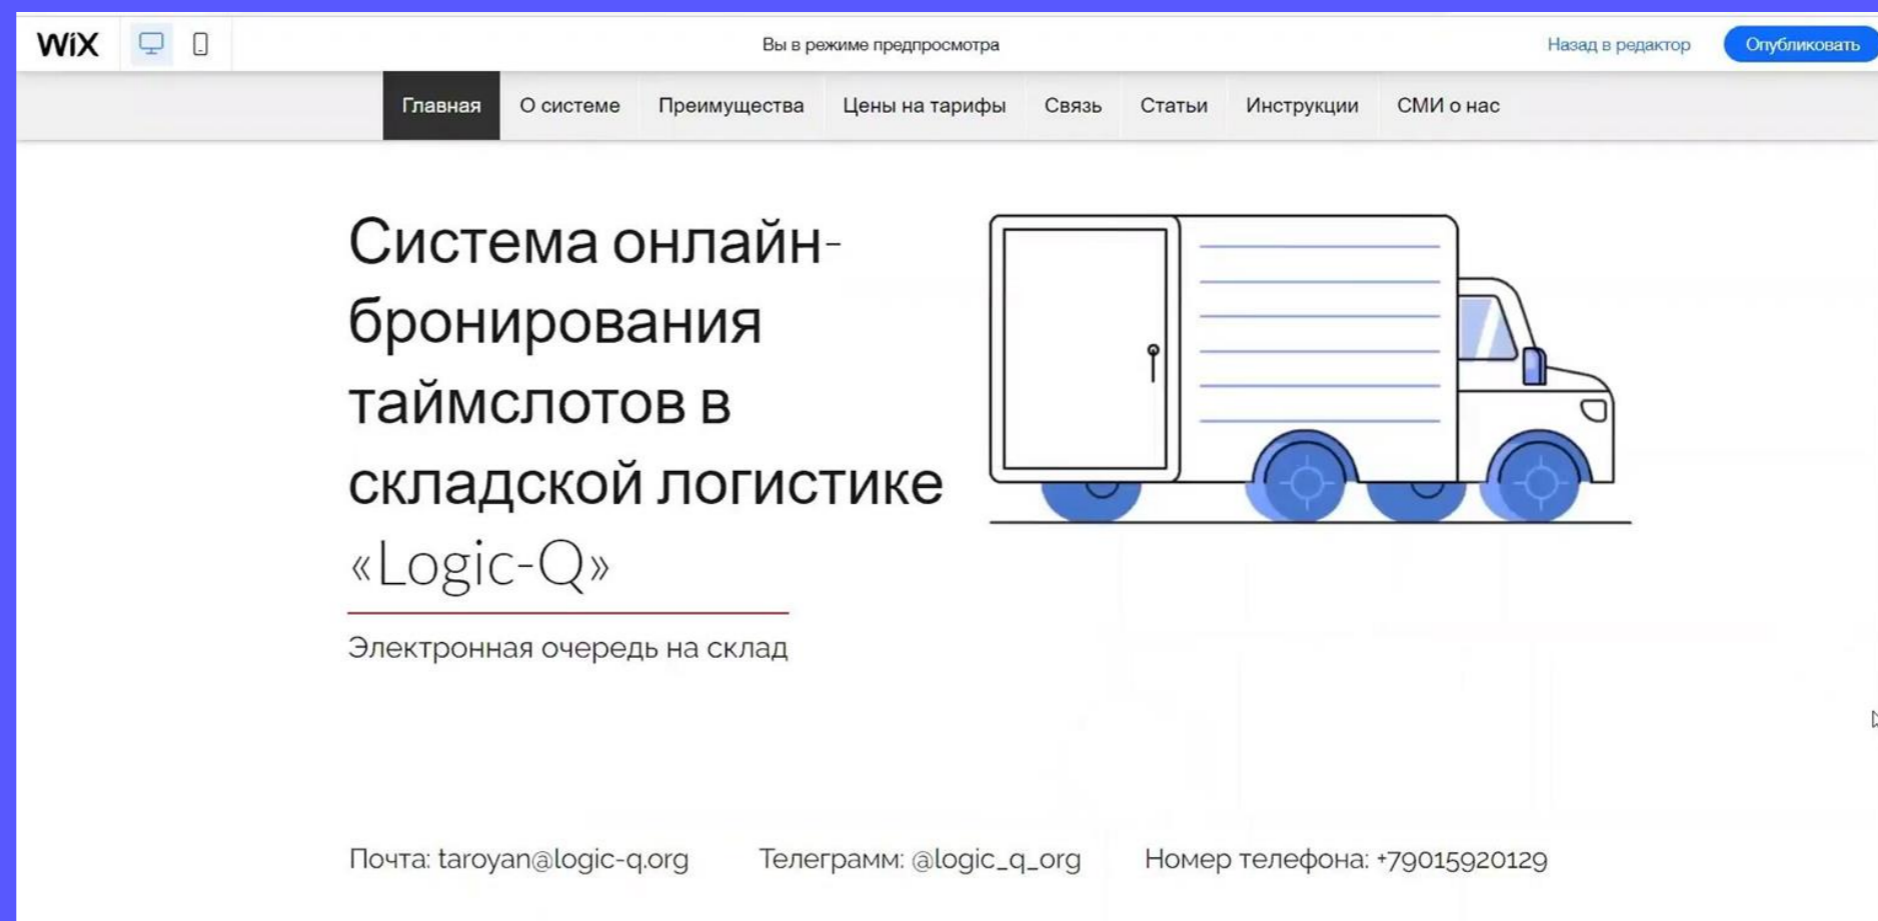 WiX
Вы в режиме предпросмотра
Назад в редактор
Опубликовать
Главная
О системе
Преимущества
Цены на тарифы
Связь
Статьи
Инструкции
СМИ о нас
Система онлайн-
бронирования
таймслотов в
складской логистике
«Logic-Q»
Электронная очередь на склад
Почта: taroyan@logic-q.org
Телеграмм: @logic_q_org
Номер телефона: +79015920129